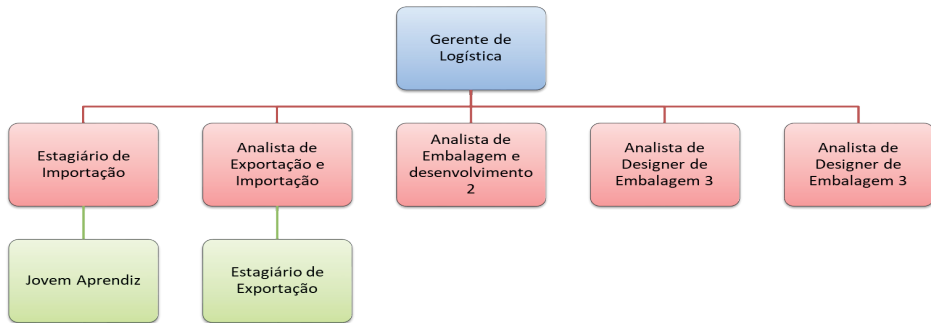 Gerente de
Logística
Estagiário de
Importação
Analista de
Exportação e
Importação
Analista de
Embalagem e
desenvolvimento
2
Analista de
Designer de
Embalagem 3
Analista de
Designer de
Embalagem 3
Jovem Aprendiz
Estagiário de
Exportação